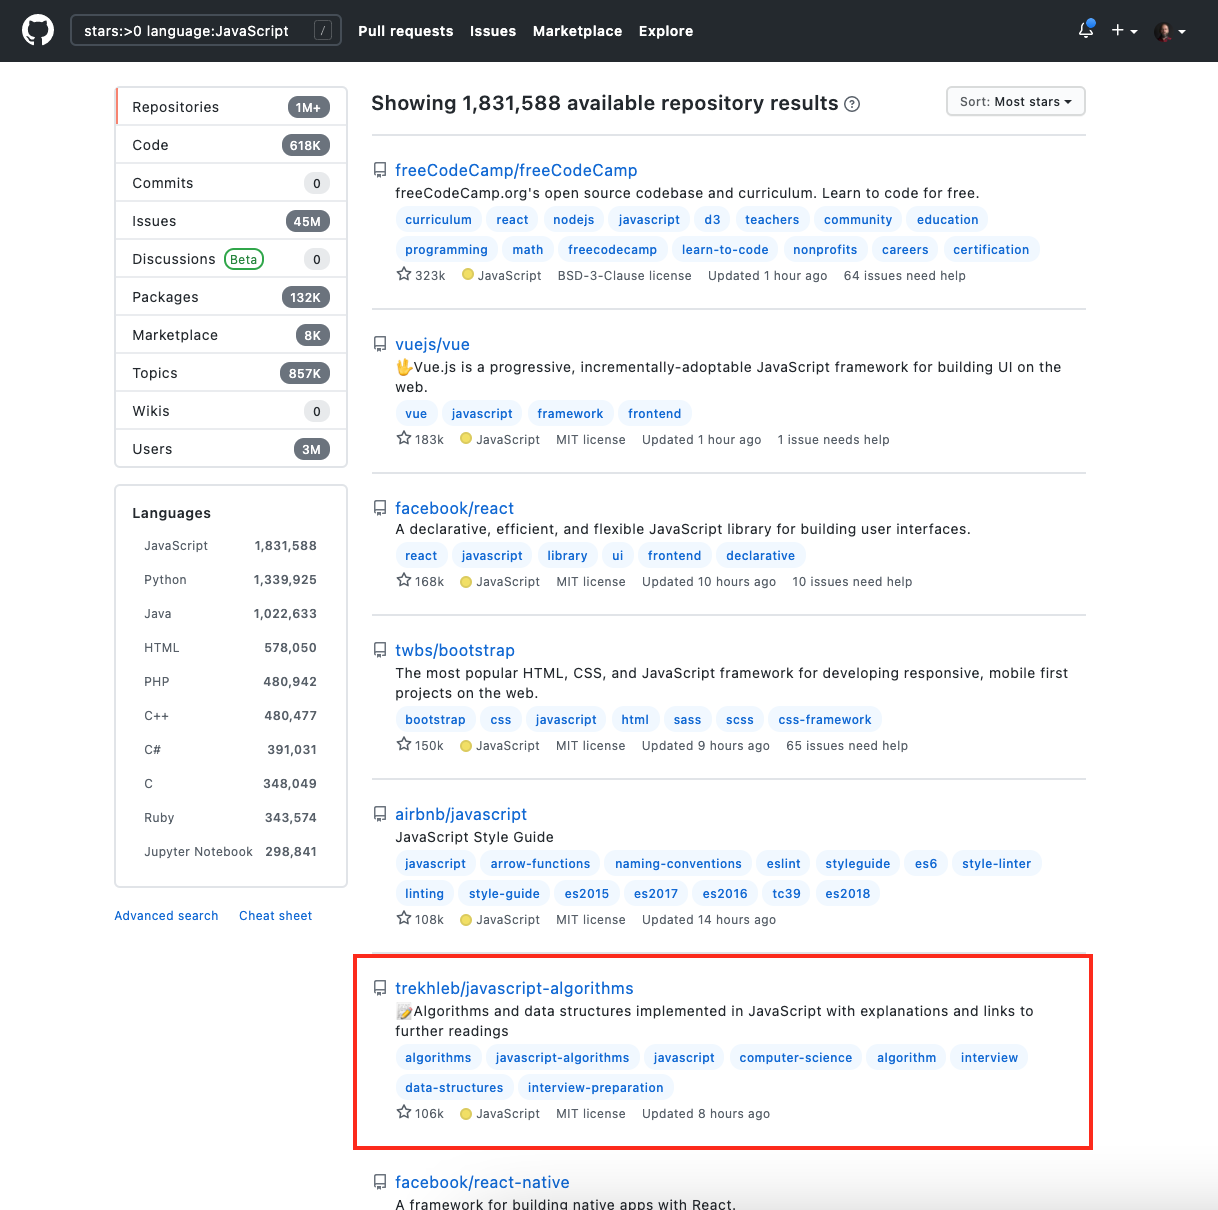 stars:>0 language:JavaScript / Pull requests Issues Marketplace Explore
Repositories 1M+
Code 618K
Commits 0
Issues 45M
Discussions Beta 0
Packages 132K
Marketplace 8K
Topics 857K
Wikis 0
Users 3M
Languages
JavaScript 1,831,588
Python 1,339,925
Java 1,022,633
HTML 578,050
PHP 480,942
C++ 480,477
C# 391,031
C 348,049
Ruby 343,574
Jupyter Notebook 298,841
Advanced search Cheat sheet
Showing 1,831,588 available repository results ?
Sort: Most stars
freeCodeCamp/freeCodeCamp
freeCodeCamp.org's open source codebase and curriculum. Learn to code for free.
curriculum react nodejs javascript d3 teachers community education
programming math freecodecamp learn-to-code nonprofits careers certification
323k JavaScript BSD-3-Clause license Updated 1 hour ago 64 issues need help
vuejs/vue
🖖Vue.js is a progressive, incrementally-adoptable JavaScript framework for building UI on the
web.
vue javascript framework frontend
183k JavaScript MIT license Updated 1 hour ago 1 issue needs help
facebook/react
A declarative, efficient, and flexible JavaScript library for building user interfaces.
react javascript library ui frontend declarative
168k JavaScript MIT license Updated 10 hours ago 10 issues need help
twbs/bootstrap
The most popular HTML, CSS, and JavaScript framework for developing responsive, mobile first
projects on the web.
bootstrap css javascript html sass scss css-framework
150k JavaScript MIT license Updated 9 hours ago 65 issues need help
airbnb/javascript
JavaScript Style Guide
javascript arrow-functions naming-conventions eslint styleguide es6 style-linter
linting style-guide es2015 es2017 es2016 tc39 es2018
108k JavaScript MIT license Updated 14 hours ago
trekhleb/javascript-algorithms
📝Algorithms and data structures implemented in JavaScript with explanations and links to
further readings
algorithms javascript-algorithms javascript computer-science algorithm interview
data-structures interview-preparation
106k JavaScript MIT license Updated 8 hours ago
facebook/react-native
A framework for building native apps with React.